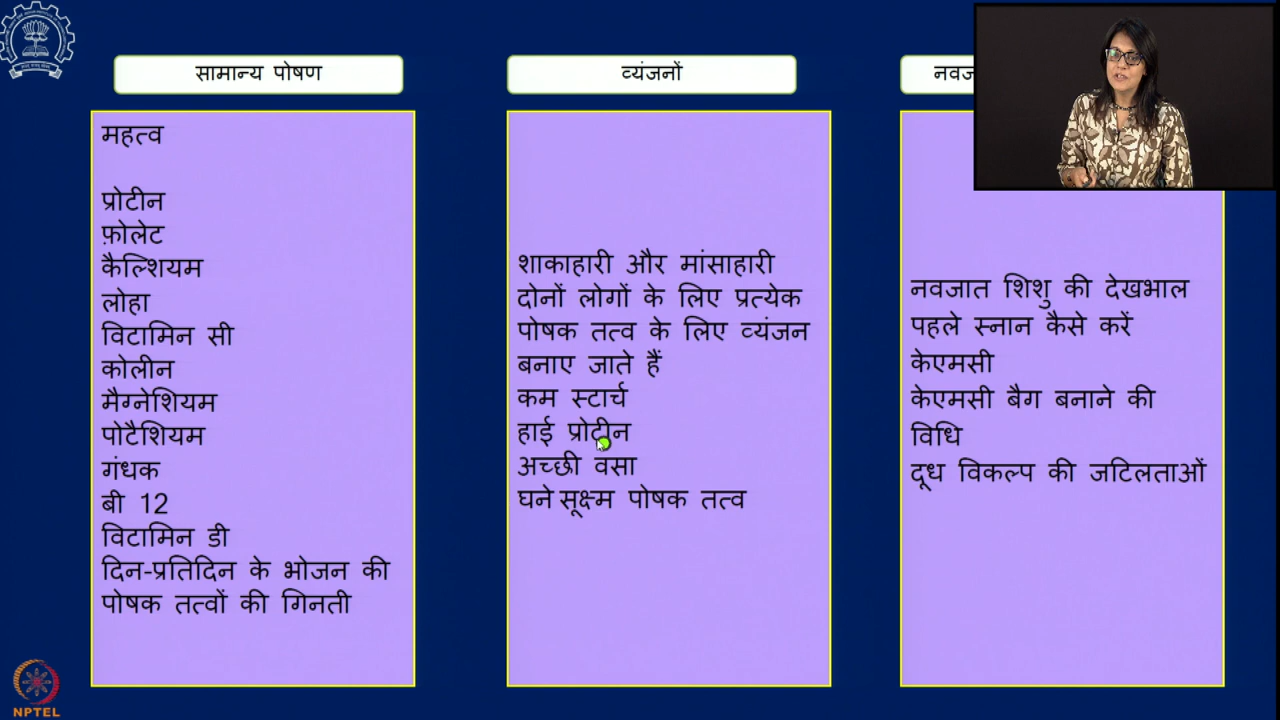 सामान्य पोषण
महत्व
प्रोटीन
फ़ोलेट
कैल्शियम
लोहा
विटामिन सी
कोलीन
मैग्नेशियम
पोटैशियम
गंधक
बी 12
विटामिन डी
दिन-प्रतिदिन के भोजन की
पोषक तत्वों की गिनती
व्यंजनों
शाकाहारी और मांसाहारी
दोनों लोगों के लिए प्रत्येक
पोषक तत्व के लिए व्यंजन
बनाए जाते हैं
कम स्टार्च
हाई प्रोटीन
अच्छी वसा
घने सूक्ष्म पोषक तत्व
नवजात शिशु की देखभाल
पहले स्नान कैसे करें
केएमसी
केएमसी बैग बनाने की
विधि
दूध विकल्प की जटिलताओं
NPTEL